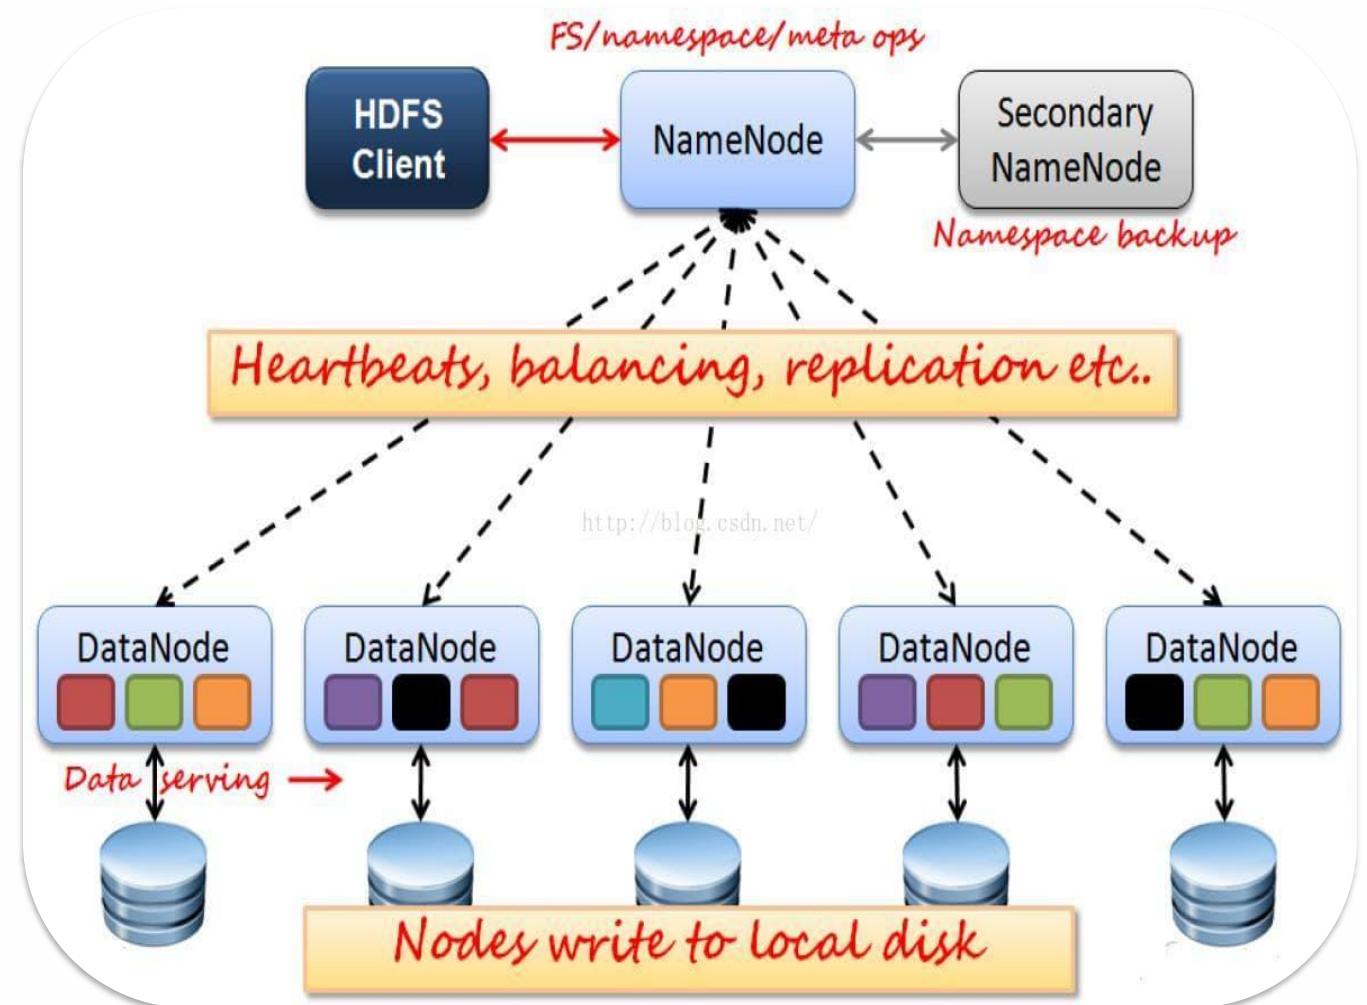 FS/namespace/meta ops
HDFS
Client
NameNode
Secondary
NameNode
Namespace backup
Heartbeats, balancing, replication etc..
http://blog.csdn.net/
DataNode
DataNode
DataNode
DataNode
DataNode
Data serving
Nodes write to local disk